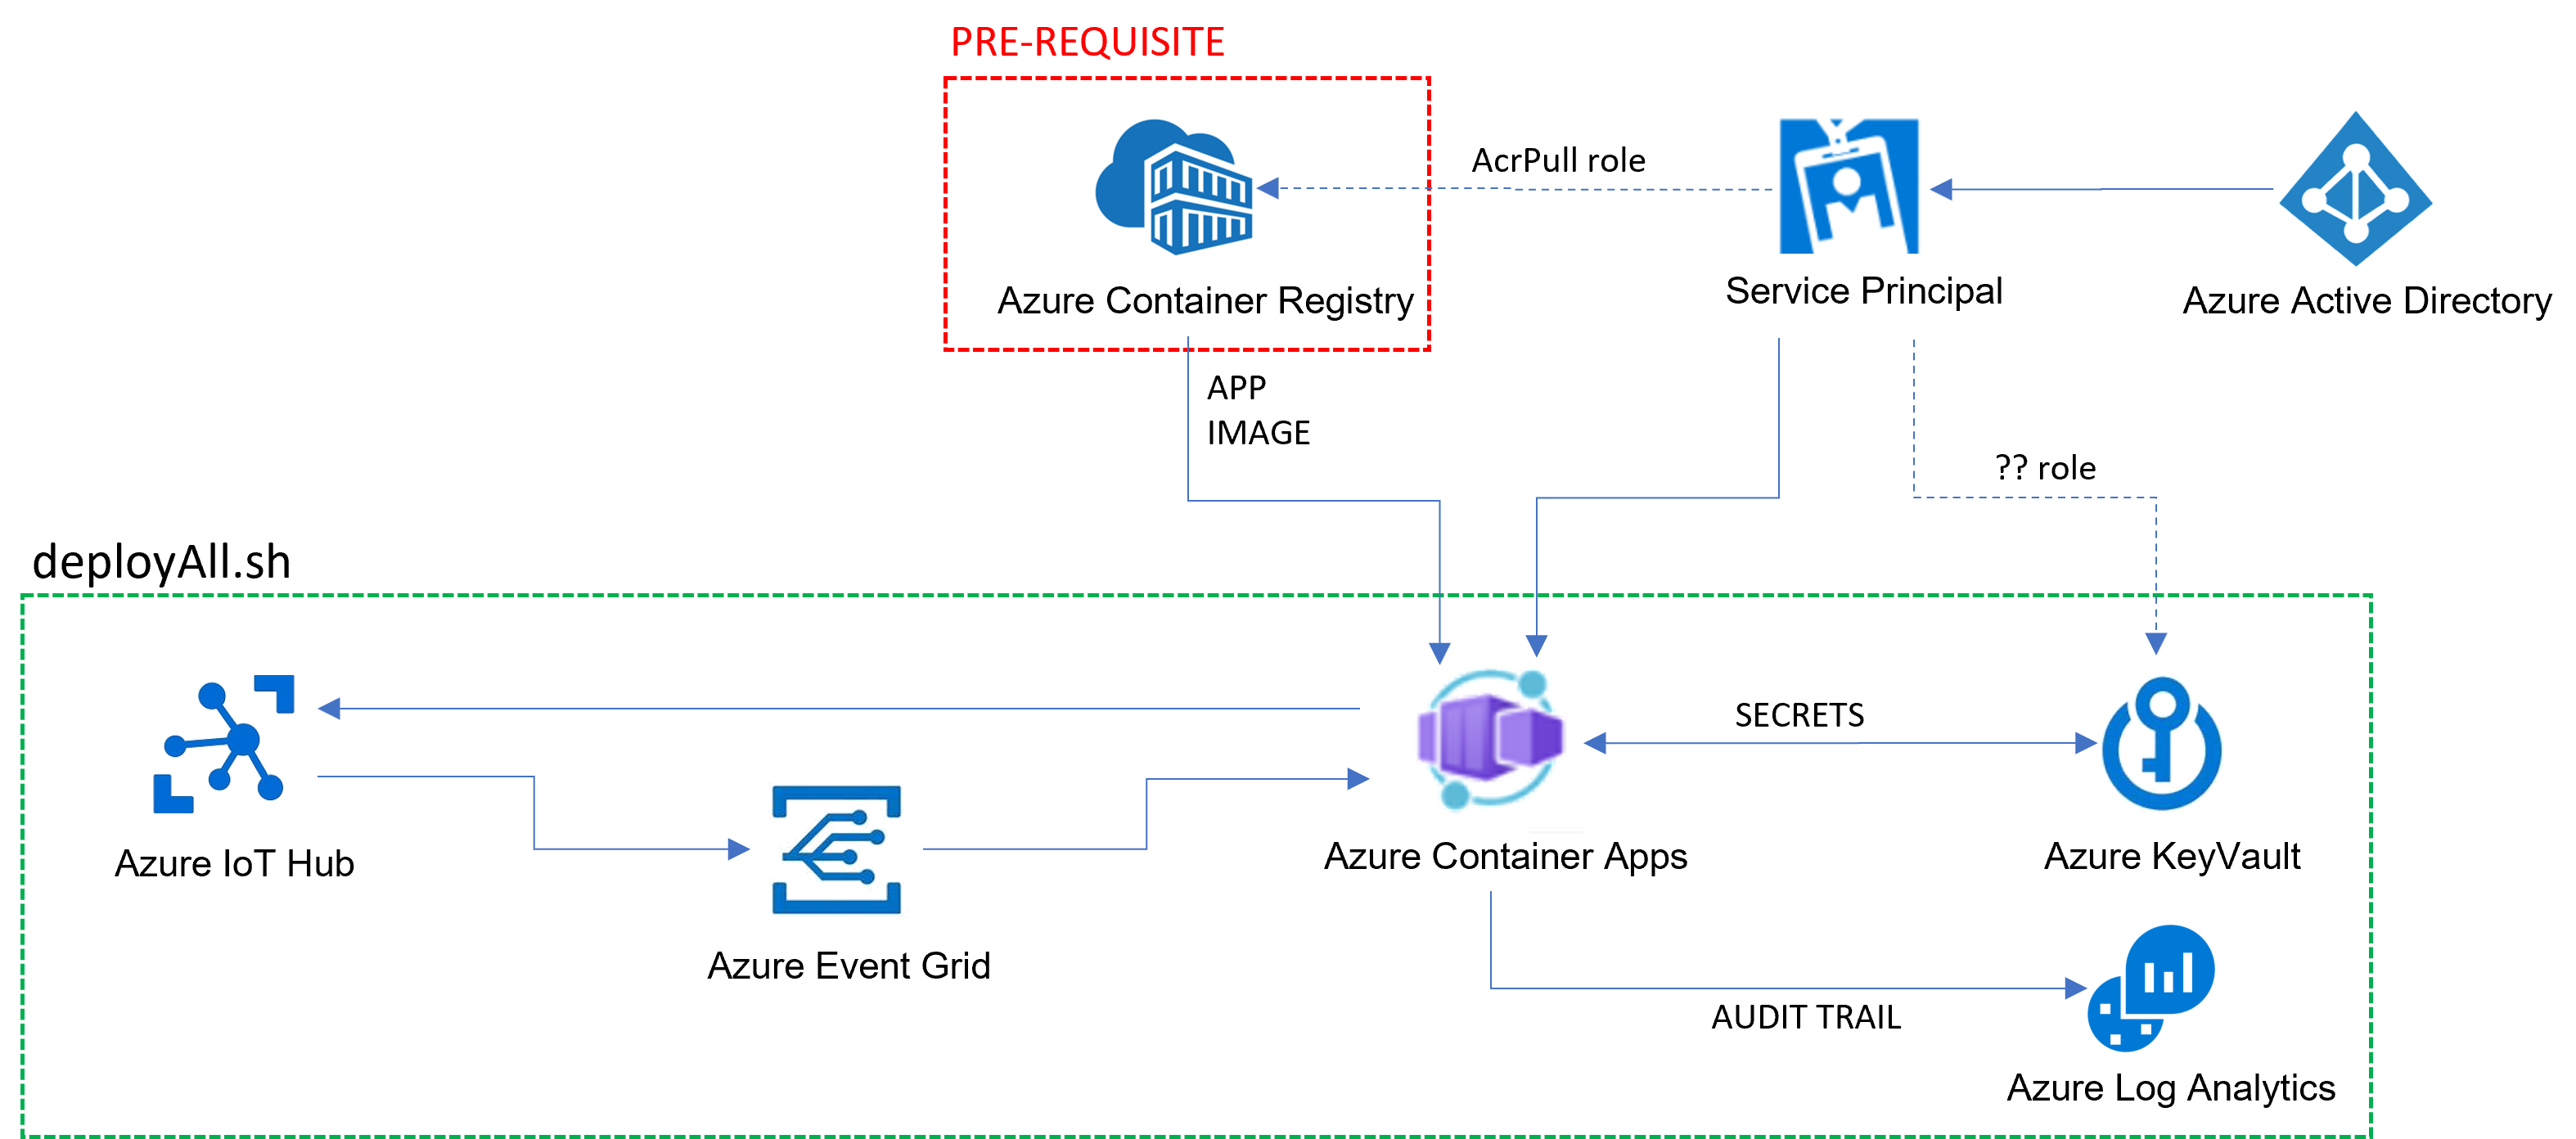 PRE-REQUISITE
AcrPull role
Azure Container Registry
Service Principal
Azure Active Directory
APP
IMAGE
?? role
deployAll.sh
SECRETS
Azure IoT Hub
Azure Container Apps
Azure KeyVault
Azure Event Grid
AUDIT TRAIL
Azure Log Analytics